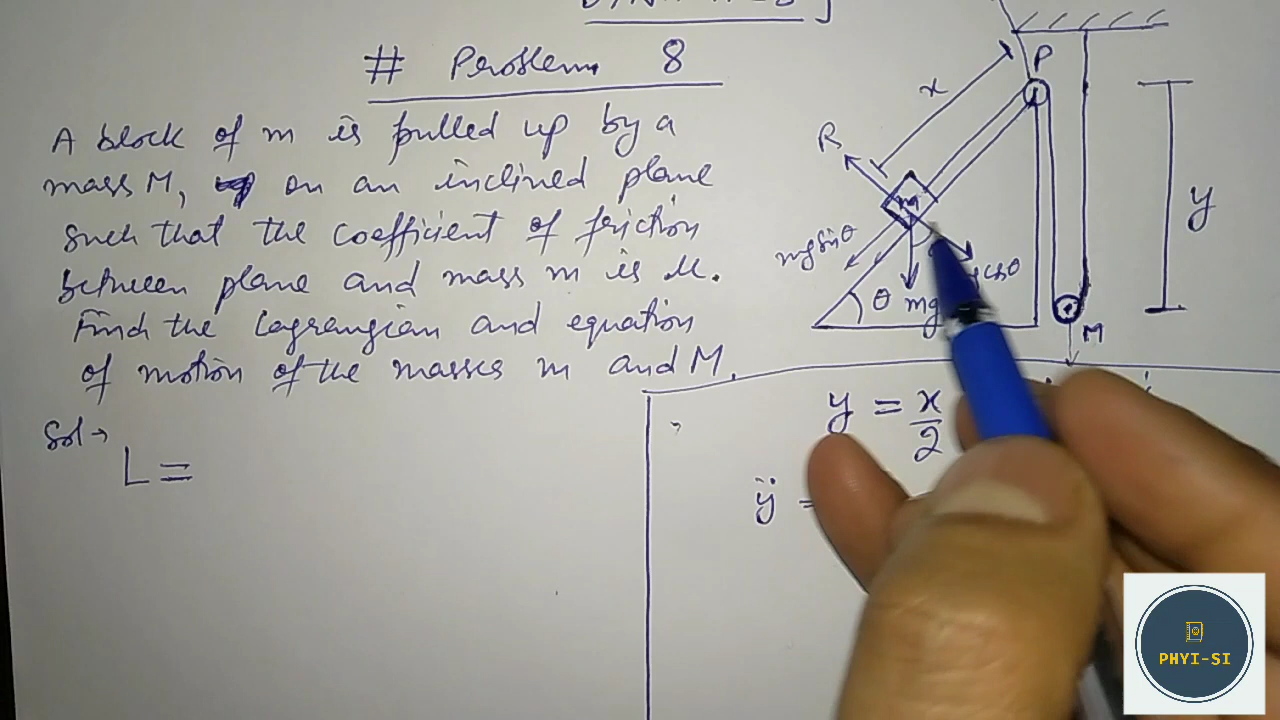 # Problem 8
A block of m is pulled up by a
mass M, on an inclined plane
such that the coefficient of friction
between plane and mass m is μ.
Find the Lagrangian and equation
of motion of the masses m and M.
Sol→
L =
P
x
R
m
mg sinθ
θ
mg
cosθ
y
M
y = x/2
ÿ =
PHYI-SI